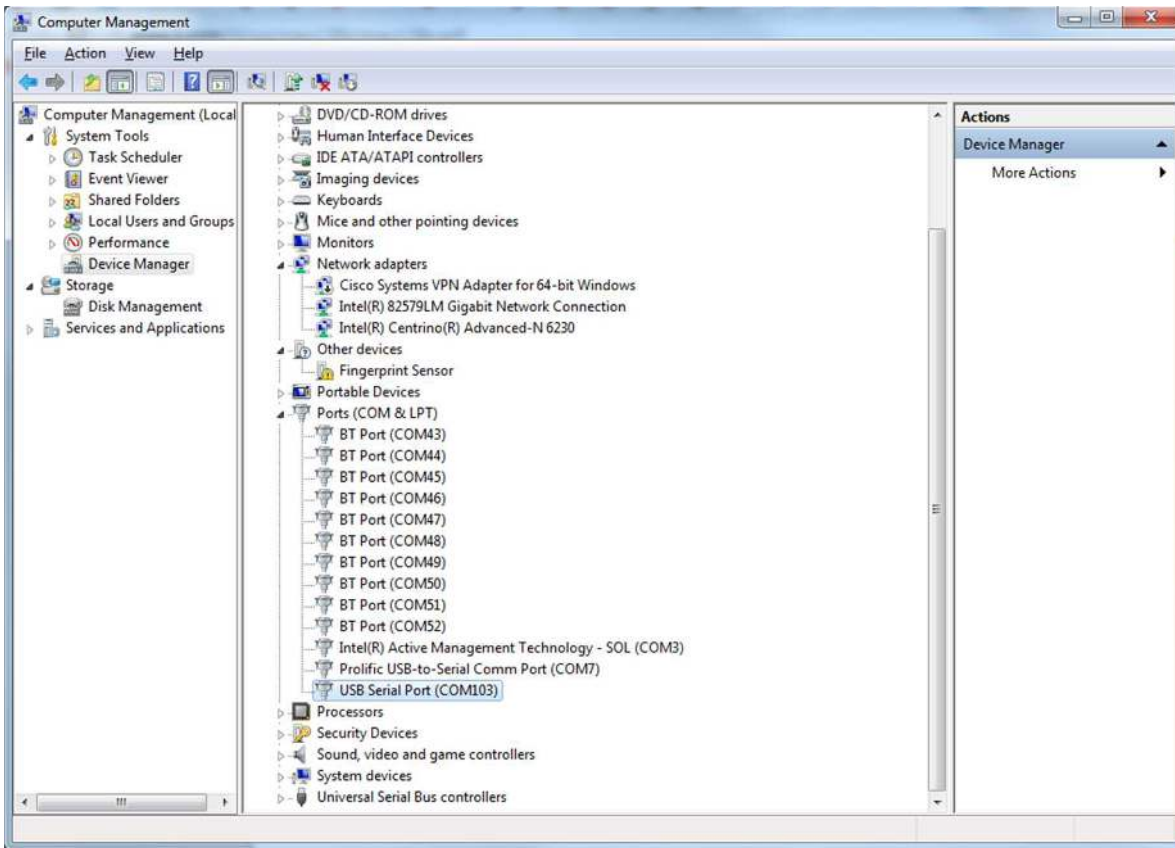 Computer Management
File Action View Help
Computer Management (Local
System Tools
Task Scheduler
Event Viewer
Shared Folders
Local Users and Groups
Performance
Device Manager
Storage
Disk Management
Services and Applications
DVD/CD-ROM drives
Human Interface Devices
IDE ATA/ATAPI controllers
Imaging devices
Keyboards
Mice and other pointing devices
Monitors
Network adapters
Cisco Systems VPN Adapter for 64-bit Windows
Intel(R) 82579LM Gigabit Network Connection
Intel(R) Centrino(R) Advanced-N 6230
Other devices
Fingerprint Sensor
Portable Devices
Ports (COM & LPT)
BT Port (COM43)
BT Port (COM44)
BT Port (COM45)
BT Port (COM46)
BT Port (COM47)
BT Port (COM48)
BT Port (COM49)
BT Port (COM50)
BT Port (COM51)
BT Port (COM52)
Intel(R) Active Management Technology - SOL (COM3)
Prolific USB-to-Serial Comm Port (COM7)
USB Serial Port (COM103)
Processors
Security Devices
Sound, video and game controllers
System devices
Universal Serial Bus controllers
Actions
Device Manager
More Actions